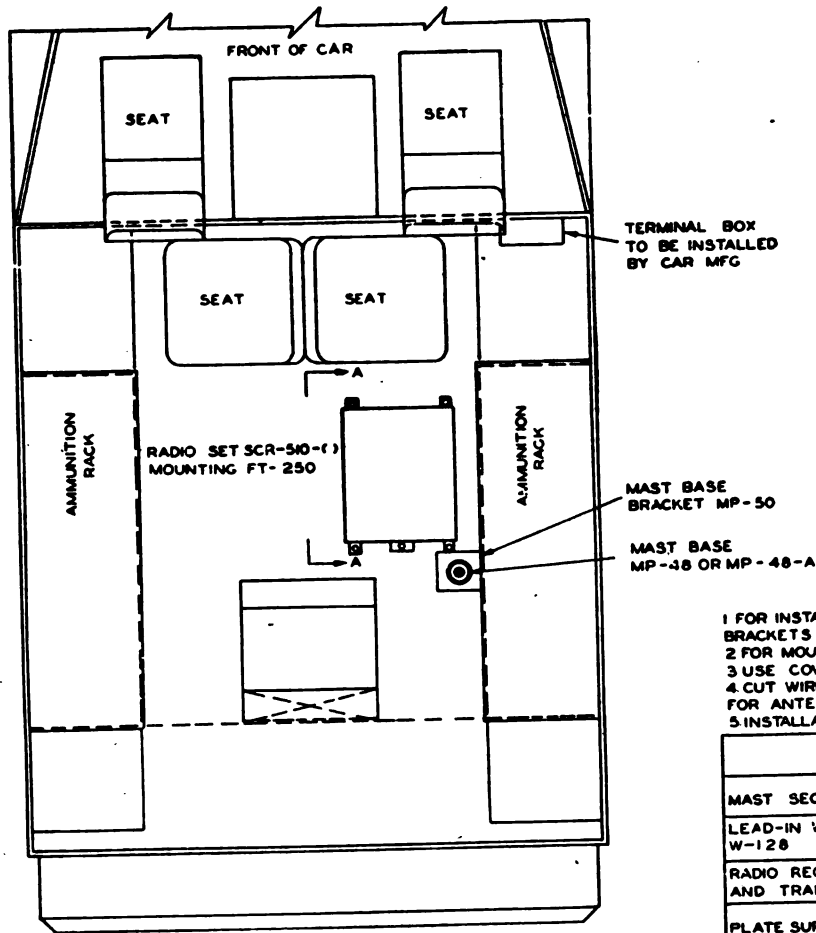 FRONT OF CAR
SEAT
SEAT
TERMINAL BOX
TO BE INSTALLED
BY CAR MFG
SEAT
SEAT
A
AMMUNITION
RACK
RADIO SET SCR-510-( )
MOUNTING FT-250
AMMUNITION
RACK
MAST BASE
BRACKET MP-50
A
MAST BASE
MP-48 OR MP-48-A
1 FOR INSTA
BRACKETS
2 FOR MOU
3 USE COV
4. CUT WIR
FOR ANTE
5. INSTALLA
MAST SEC
LEAD-IN W
W-128
RADIO REC
AND TRA
PLATE SUP